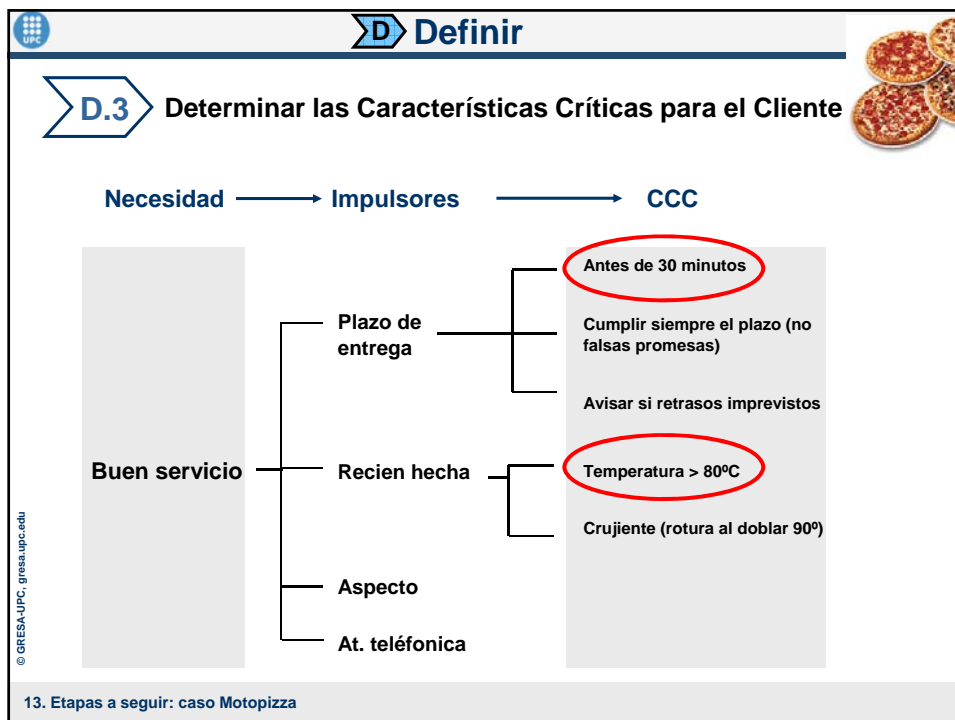 UPC
D Definir
D.3 Determinar las Característícas Críticas para el Cliente
Necesidad Impulsores CCC
Antes de 30 minutos
Plazo de
entrega
Cumplir siempre el plazo (no
falsas promesas)
Avisar si retrasos imprevistos
Buen servicio
Recien hecha
Temperatura > 80ºC
Crujiente (rotura al doblar 90º)
Aspecto
At. teléfonica
© GRESA-UPC, gresa.upc.edu
13. Etapas a seguir: caso Motopizza